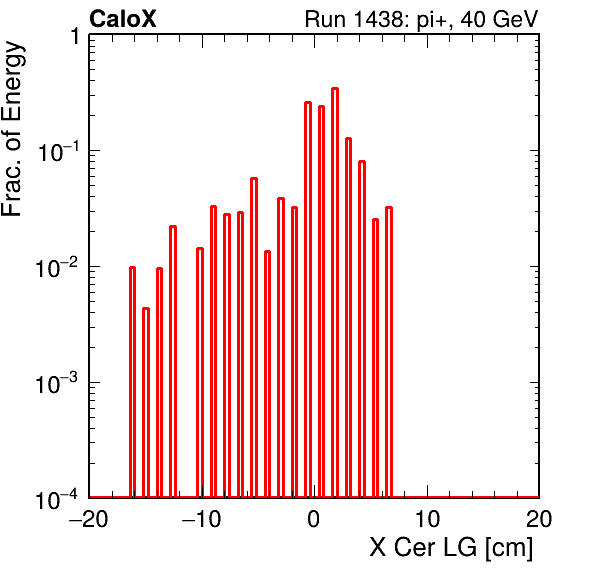 CaloX Run 1438: pi+, 40 GeV
Frac. of Energy
1
10⁻¹
10⁻²
10⁻³
10⁻⁴
−20 −10 0 10 20
X Cer LG [cm]